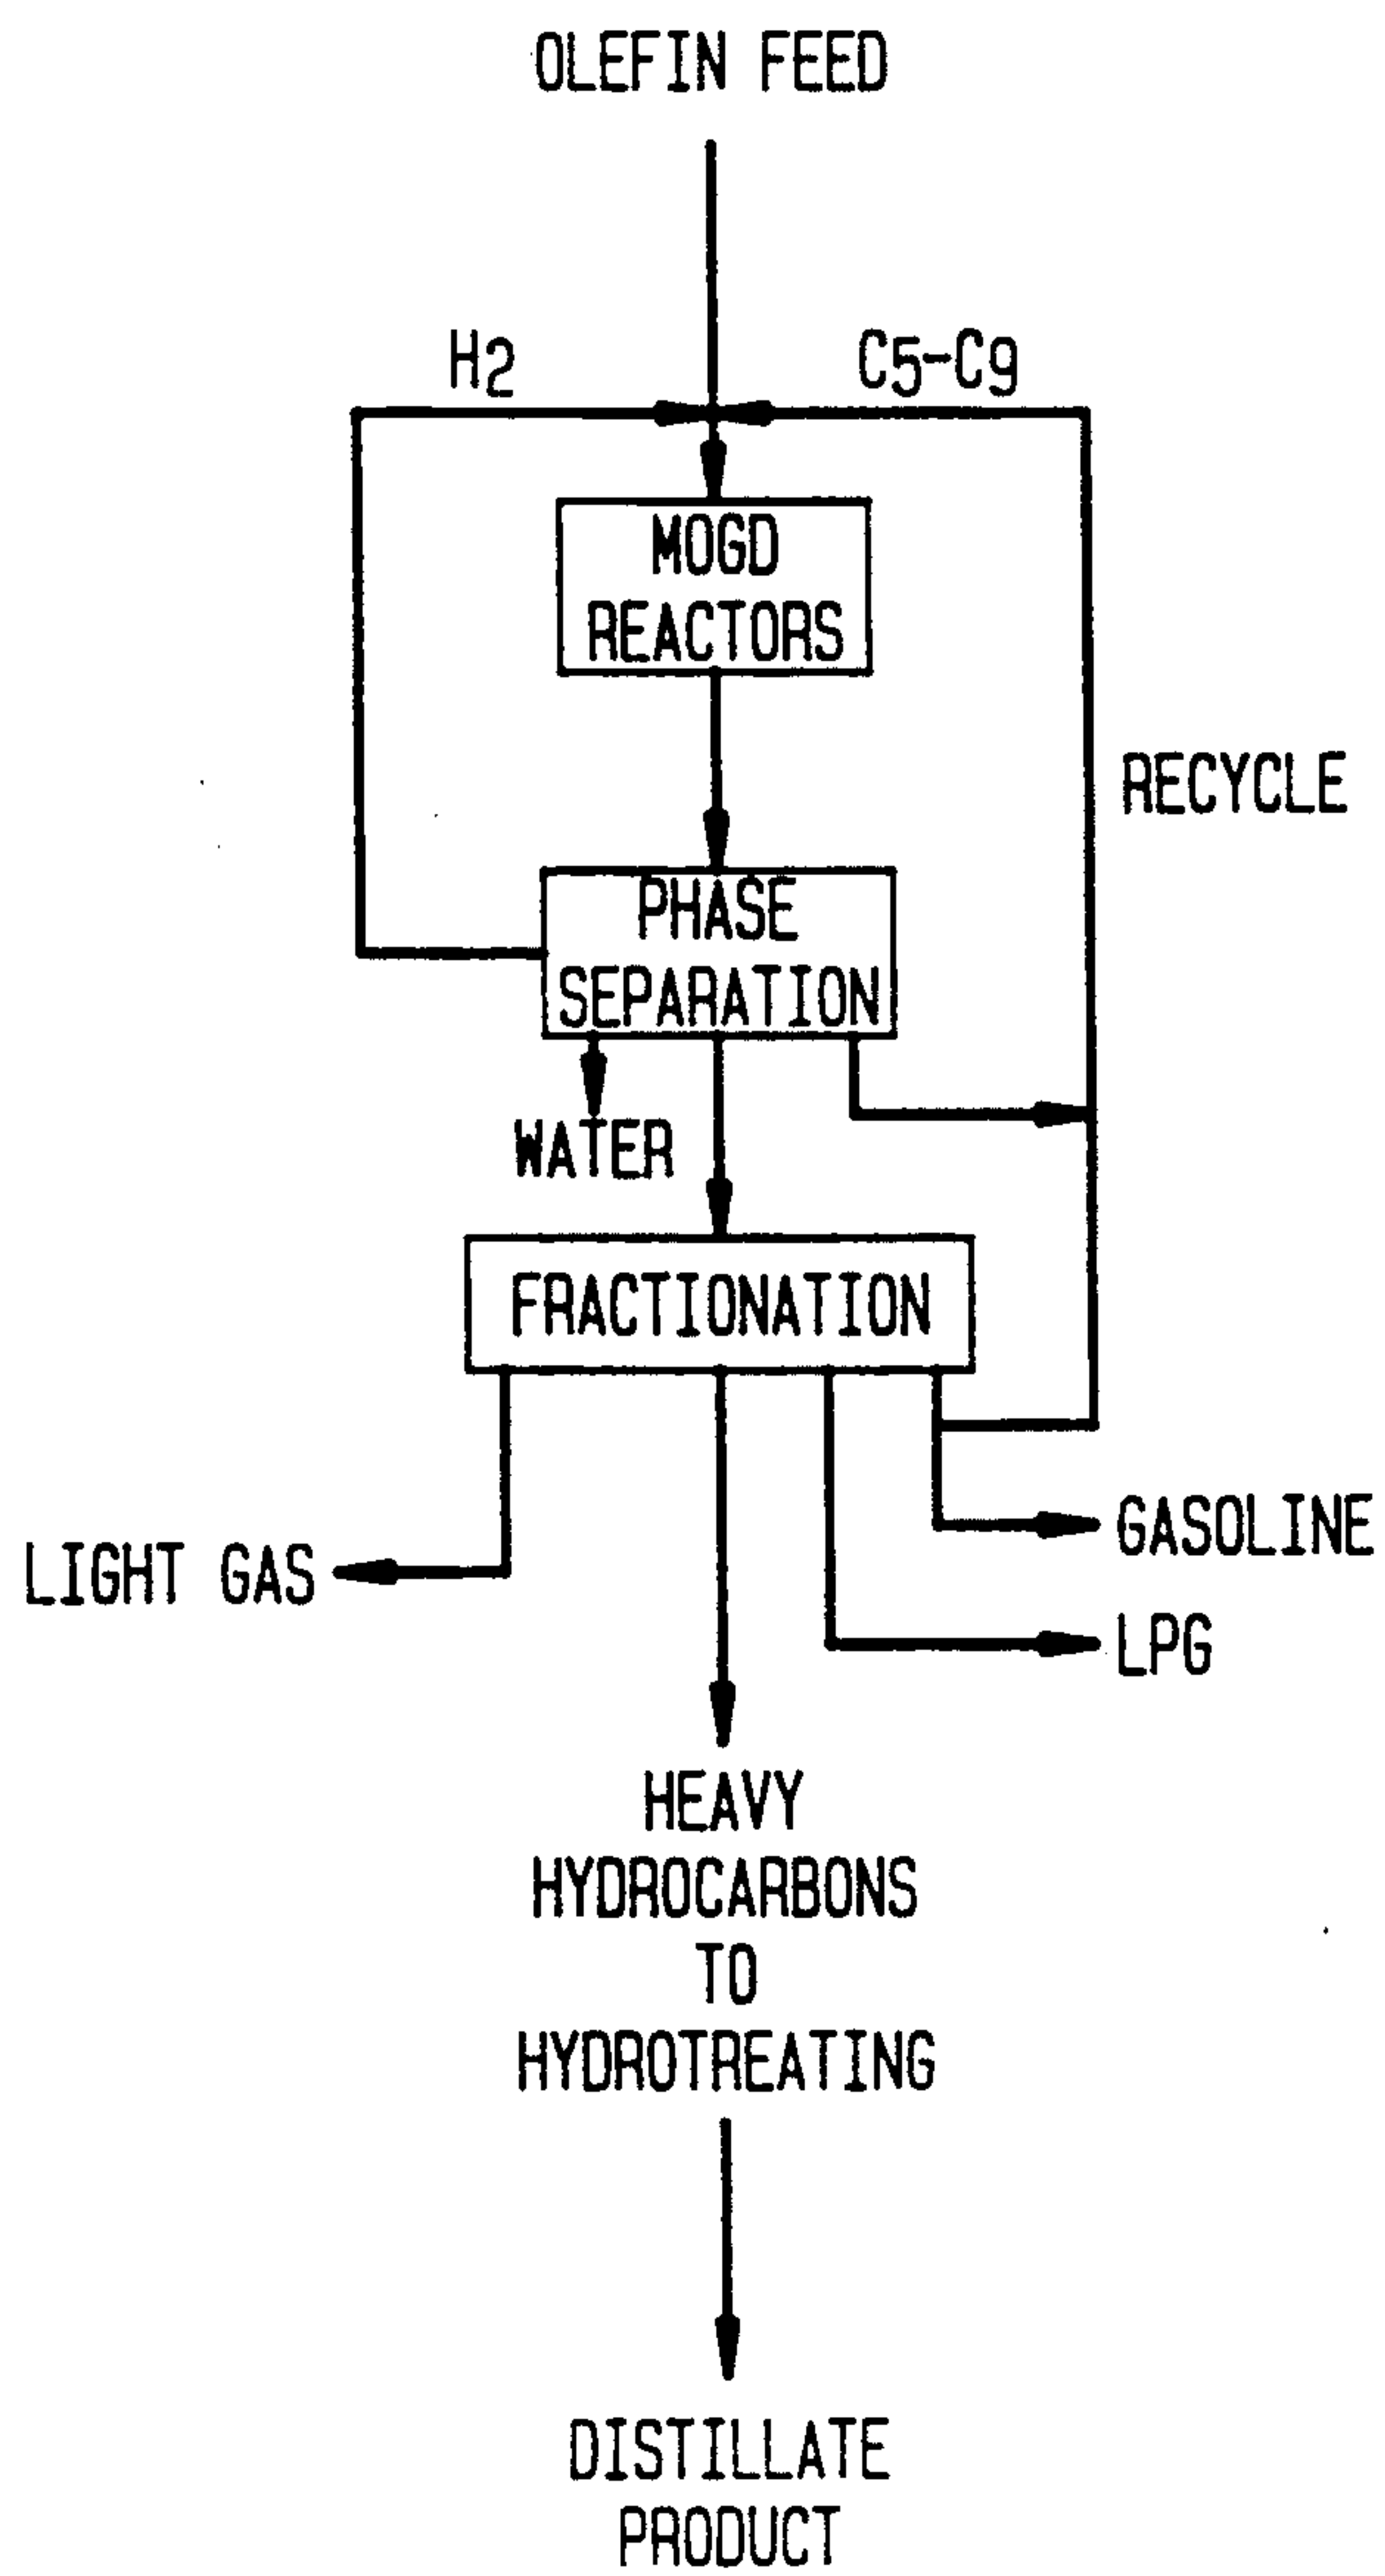 OLEFIN FEED
H2
C5-C9
MOGD
REACTORS
RECYCLE
PHASE
SEPARATION
WATER
FRACTIONATION
GASOLINE
LIGHT GAS
LPG
HEAVY
HYDROCARBONS
TO
HYDROTREATING
DISTILLATE
PRODUCT